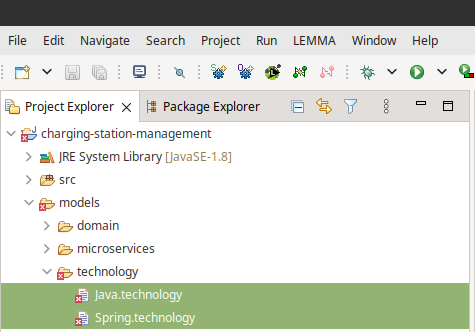 File Edit Navigate Search Project Run LEMMA Window Help
Project Explorer Package Explorer
charging-station-management
JRE System Library [JavaSE-1.8]
src
models
domain
microservices
technology
Java.technology
Spring.technology